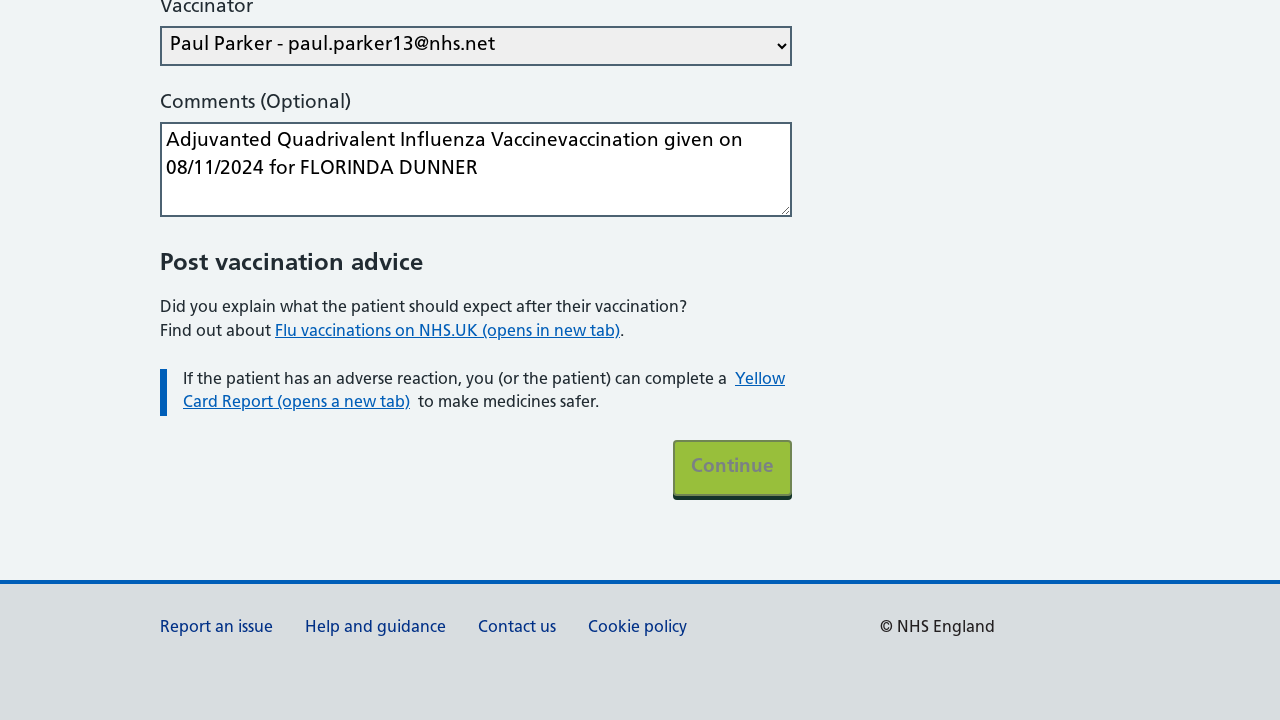 Vaccinator
Paul Parker - paul.parker13@nhs.net
Comments (Optional)
Adjuvanted Quadrivalent Influenza Vaccinevaccination given on
08/11/2024 for FLORINDA DUNNER
Post vaccination advice
Did you explain what the patient should expect after their vaccination?
Find out about Flu vaccinations on NHS.UK (opens in new tab).
If the patient has an adverse reaction, you (or the patient) can complete a Yellow
Card Report (opens a new tab) to make medicines safer.
Continue
Report an issue Help and guidance Contact us Cookie policy © NHS England